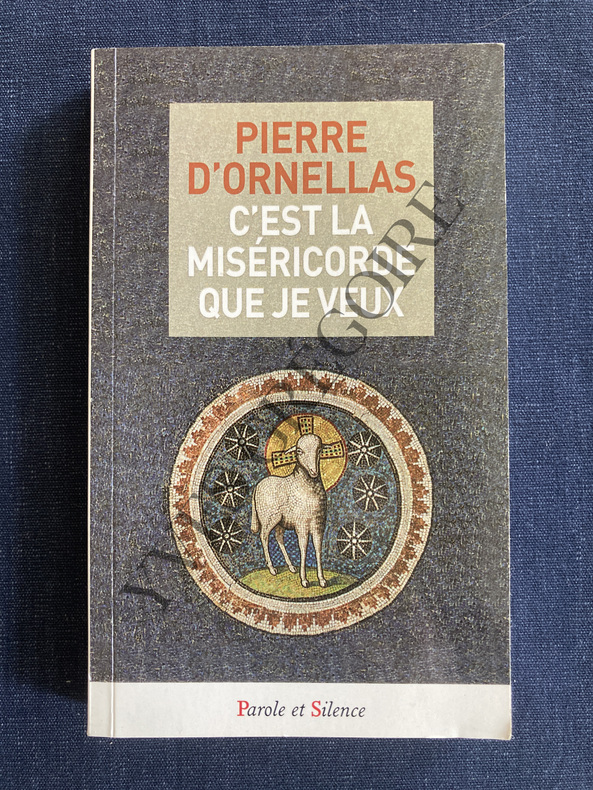 PIERRE
D'ORNELLAS
C'EST LA
MISÉRICORDE
QUE JE VEUX
Parole et Silence